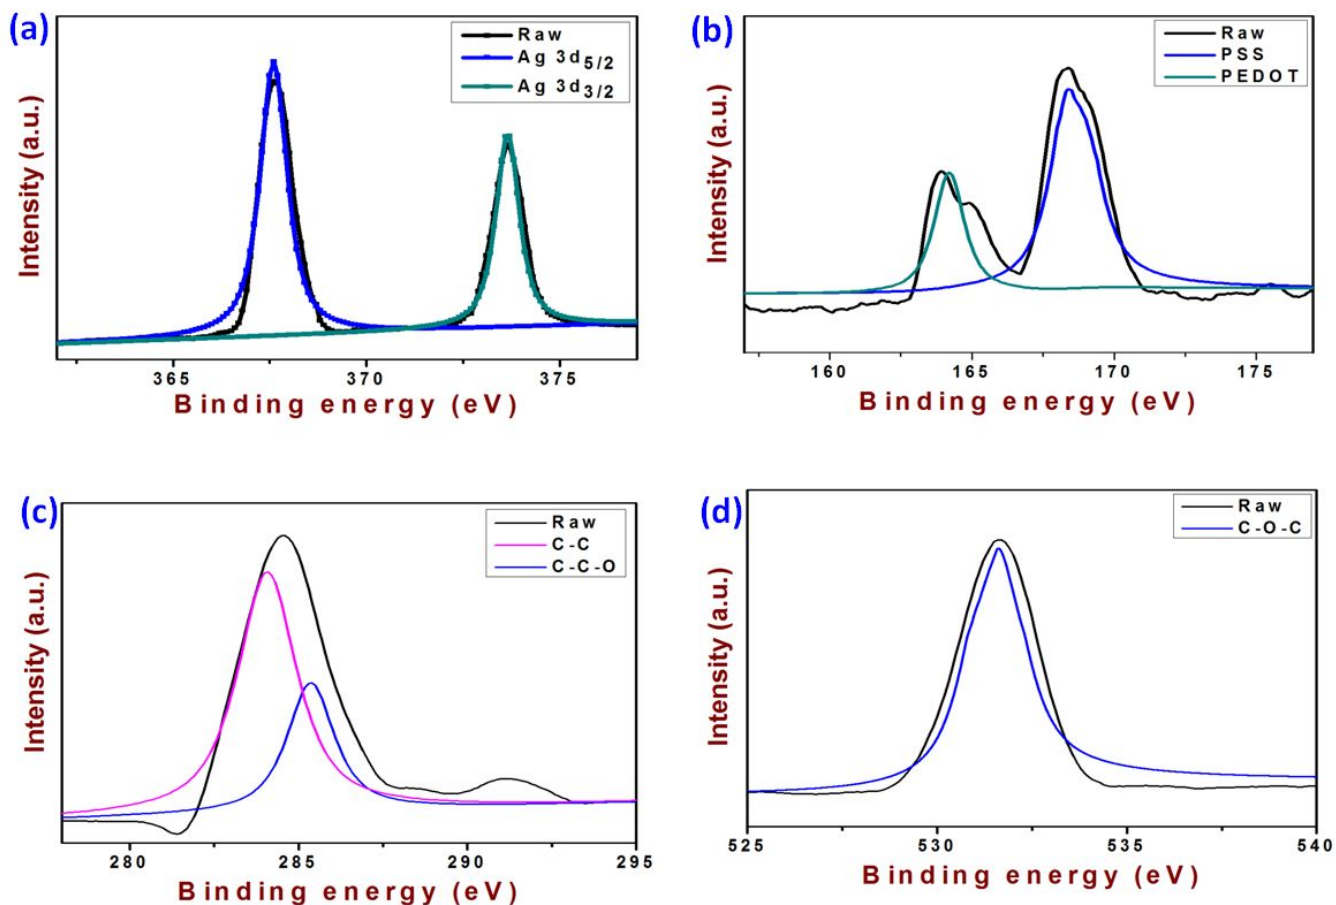 (a)
Raw
Ag 3d5/2
Ag 3d3/2
Intensity (a.u.)
365 370 375
Binding energy (eV)
(b)
Raw
PSS
PEDOT
Intensity (a.u.)
160 165 170 175
Binding energy (eV)
(c)
Raw
C-C
C-C-O
Intensity (a.u.)
280 285 290 295
Binding energy (eV)
(d)
Raw
C-O-C
Intensity (a.u.)
525 530 535 540
Binding energy (eV)